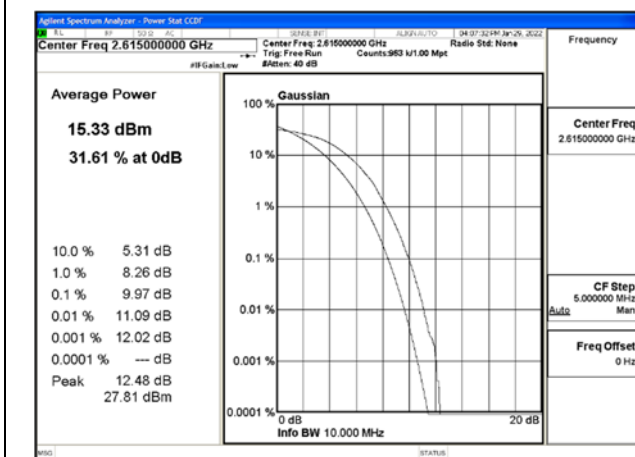 Agilent Spectrum Analyzer - Power Stat CCDF
RL RF 50 Ω AC SENSE:INT ALIGN AUTO 04:07:32 PM Jan 29, 2022
Center Freq 2.615000000 GHz
Center Freq: 2.615000000 GHz Radio Std: None
Trig: Free Run Counts:963 k/1.00 Mpt
#IFGain:Low #Atten: 40 dB
Frequency
Average Power
15.33 dBm
31.61 % at 0dB
10.0 % 5.31 dB
1.0 % 8.26 dB
0.1 % 9.97 dB
0.01 % 11.09 dB
0.001 % 12.02 dB
0.0001 % --- dB
Peak 12.48 dB
27.81 dBm
Gaussian
100 %
10 %
1 %
0.1 %
0.01 %
0.001 %
0.0001 %
0 dB 20 dB
Info BW 10.000 MHz
Center Freq
2.615000000 GHz
CF Step
5.000000 MHz
Auto Man
Freq Offset
0 Hz
MSG STATUS